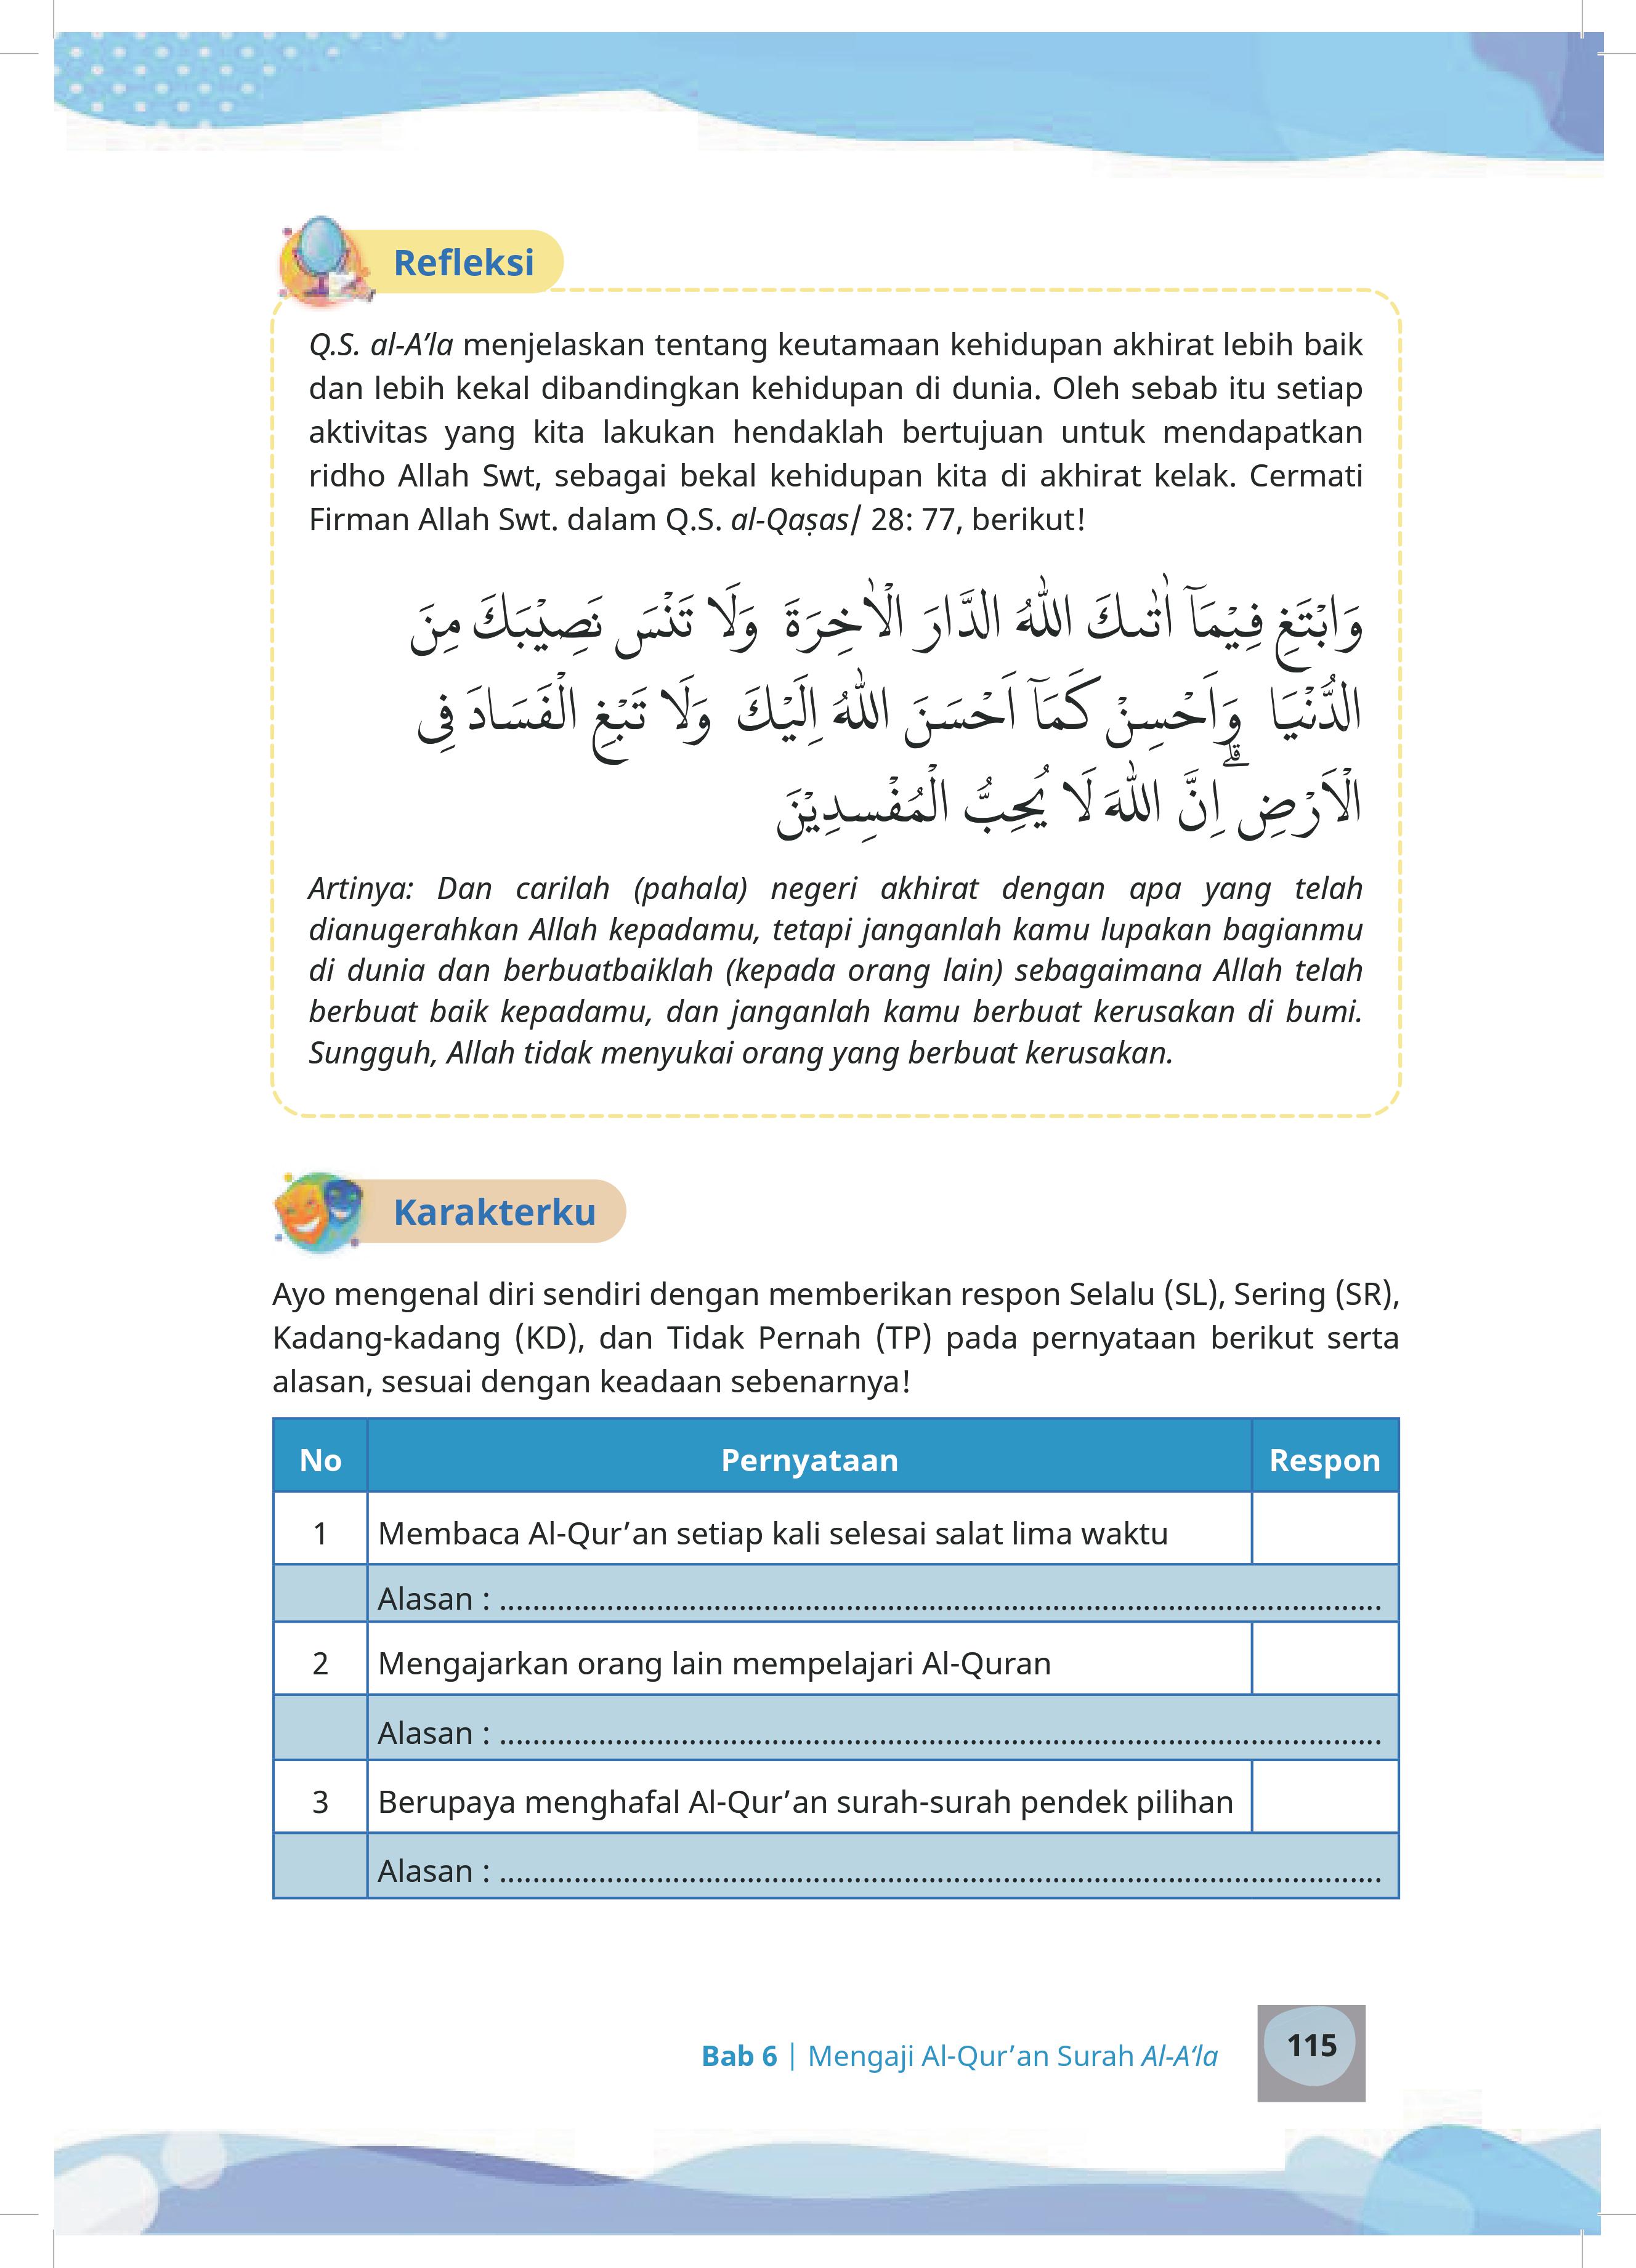 Refleksi
Q.S. al-A’la menjelaskan tentang keutamaan kehidupan akhirat lebih baik
dan lebih kekal dibandingkan kehidupan di dunia. Oleh sebab itu setiap
aktivitas yang kita lakukan hendaklah bertujuan untuk mendapatkan
ridho Allah Swt, sebagai bekal kehidupan kita di akhirat kelak. Cermati
Firman Allah Swt. dalam Q.S. al-Qaṣas/ 28: 77, berikut!
وَابْتَغِ فِيْمَآ اٰتٰىكَ اللّٰهُ الدَّارَ الْاٰخِرَةَ وَلَا تَنْسَ نَصِيْبَكَ مِنَ
الدُّنْيَا وَاَحْسِنْ كَمَآ اَحْسَنَ اللّٰهُ اِلَيْكَ وَلَا تَبْغِ الْفَسَادَ فِى
الْاَرْضِۗ اِنَّ اللّٰهَ لَا يُحِبُّ الْمُفْسِدِيْنَ
Artinya: Dan carilah (pahala) negeri akhirat dengan apa yang telah
dianugerahkan Allah kepadamu, tetapi janganlah kamu lupakan bagianmu
di dunia dan berbuatbaiklah (kepada orang lain) sebagaimana Allah telah
berbuat baik kepadamu, dan janganlah kamu berbuat kerusakan di bumi.
Sungguh, Allah tidak menyukai orang yang berbuat kerusakan.
Karakterku
Ayo mengenal diri sendiri dengan memberikan respon Selalu (SL), Sering (SR),
Kadang-kadang (KD), dan Tidak Pernah (TP) pada pernyataan berikut serta
alasan, sesuai dengan keadaan sebenarnya!
No Pernyataan Respon
1 Membaca Al-Qur’an setiap kali selesai salat lima waktu
Alasan : ..........................................................................................................
2 Mengajarkan orang lain mempelajari Al-Quran
Alasan : ..........................................................................................................
3 Berupaya menghafal Al-Qur’an surah-surah pendek pilihan
Alasan : ..........................................................................................................
Bab 6 | Mengaji Al-Qur’an Surah Al-A‘la 115